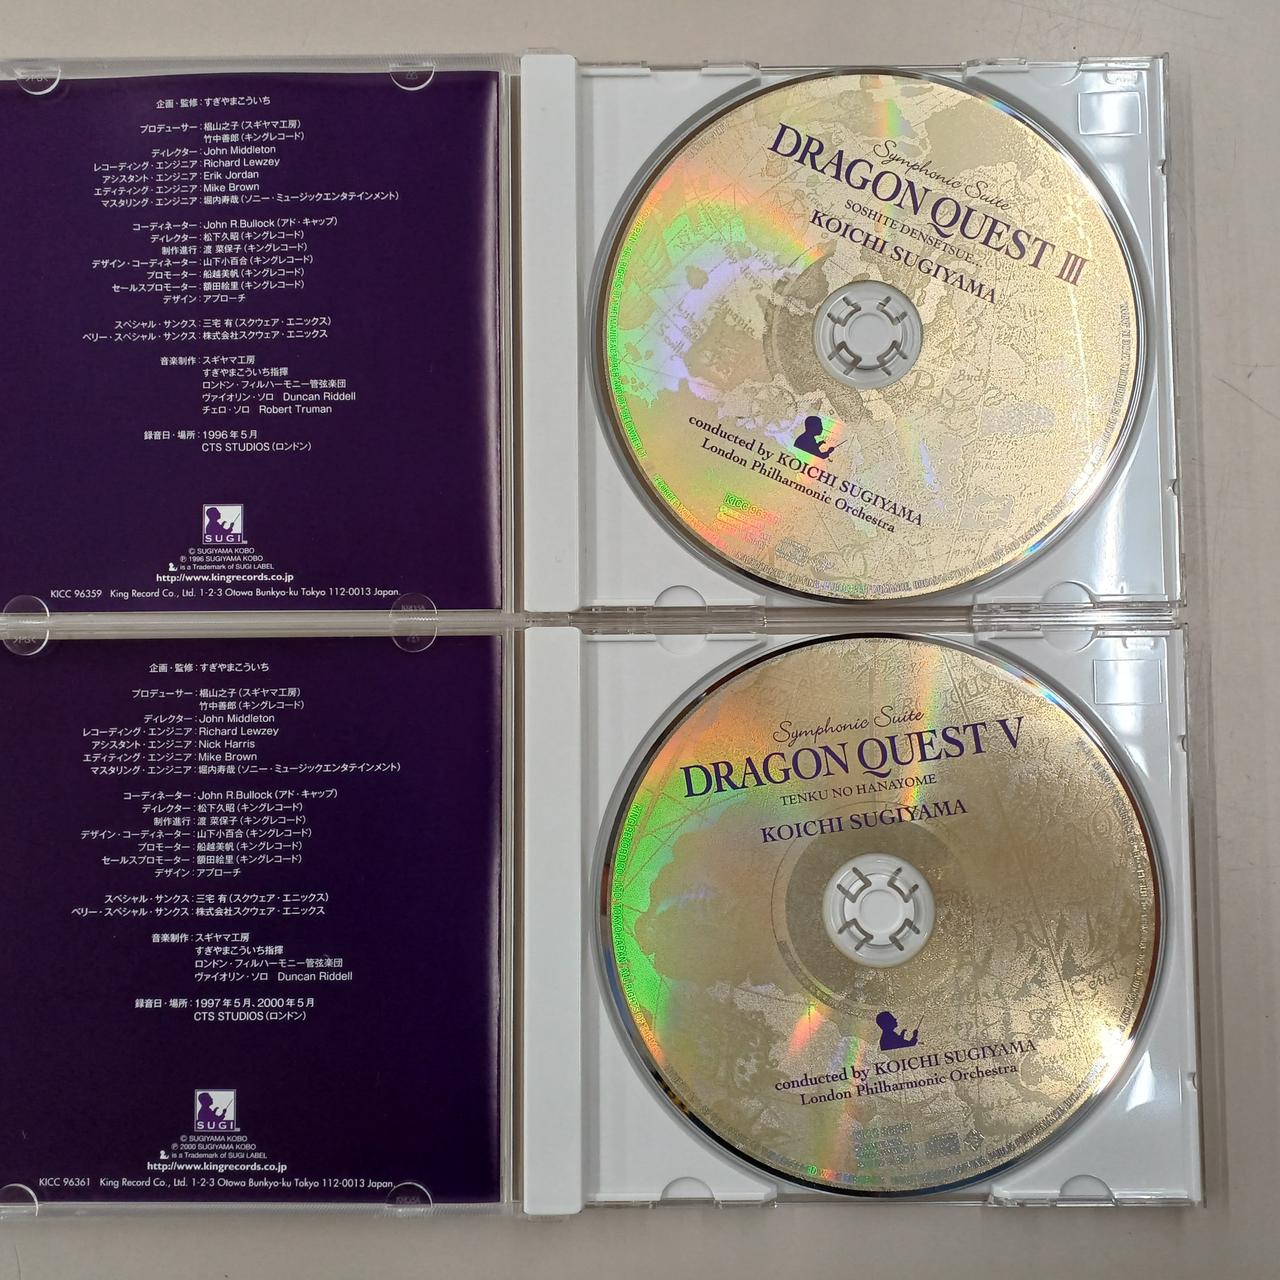 企画・監修：すぎやまこういち
プロデューサー：椙山之子（スギヤマ工房）
竹中善郎（キングレコード）
ディレクター：John Middleton
レコーディング・エンジニア：Richard Lewzey
アシスタント・エンジニア：Erik Jordan
エディティング・エンジニア：Mike Brown
マスタリング・エンジニア：堀内寿哉（ソニー・ミュージックエンタテインメント）
コーディネーター：John R.Bullock（アド・キャップ）
ディレクター：松下久昭（キングレコード）
制作進行：渡 菜保子（キングレコード）
デザイン・コーディネーター：山下小百合（キングレコード）
プロモーター：船越美帆（キングレコード）
セールスプロモーター：額田絵里（キングレコード）
デザイン：アプローチ
スペシャル・サンクス：三宅 有（スクウェア・エニックス）
ベリー・スペシャル・サンクス：株式会社スクウェア・エニックス
音楽制作：スギヤマ工房
すぎやまこういち指揮
ロンドン・フィルハーモニー管弦楽団
ヴァイオリン・ソロ Duncan Riddell
チェロ・ソロ Robert Truman
録音日・場所：1996年5月
CTS STUDIOS（ロンドン）
SUGI
© SUGIYAMA KOBO
℗ 1996 SUGIYAMA KOBO
is a Trademark of SUGI LABEL
http://www.kingrecords.co.jp
KICC 96359 King Record Co., Ltd. 1-2-3 Otowa Bunkyo-ku Tokyo 112-0013 Japan.
Symphonic Suite
DRAGON QUEST III
SOSHITE DENSETSUE...
KOICHI SUGIYAMA
conducted by KOICHI SUGIYAMA
London Philharmonic Orchestra
企画・監修：すぎやまこういち
プロデューサー：椙山之子（スギヤマ工房）
竹中善郎（キングレコード）
ディレクター：John Middleton
レコーディング・エンジニア：Richard Lewzey
アシスタント・エンジニア：Nick Harris
エディティング・エンジニア：Mike Brown
マスタリング・エンジニア：堀内寿哉（ソニー・ミュージックエンタテインメント）
コーディネーター：John R.Bullock（アド・キャップ）
ディレクター：松下久昭（キングレコード）
制作進行：渡 菜保子（キングレコード）
デザイン・コーディネーター：山下小百合（キングレコード）
プロモーター：船越美帆（キングレコード）
セールスプロモーター：額田絵里（キングレコード）
デザイン：アプローチ
スペシャル・サンクス：三宅 有（スクウェア・エニックス）
ベリー・スペシャル・サンクス：株式会社スクウェア・エニックス
音楽制作：スギヤマ工房
すぎやまこういち指揮
ロンドン・フィルハーモニー管弦楽団
ヴァイオリン・ソロ Duncan Riddell
録音日・場所：1997年5月、2000年5月
CTS STUDIOS（ロンドン）
SUGI
© SUGIYAMA KOBO
℗ 2000 SUGIYAMA KOBO
is a Trademark of SUGI LABEL
http://www.kingrecords.co.jp
KICC 96361 King Record Co., Ltd. 1-2-3 Otowa Bunkyo-ku Tokyo 112-0013 Japan.
Symphonic Suite
DRAGON QUEST V
TENKU NO HANAYOME
KOICHI SUGIYAMA
conducted by KOICHI SUGIYAMA
London Philharmonic Orchestra